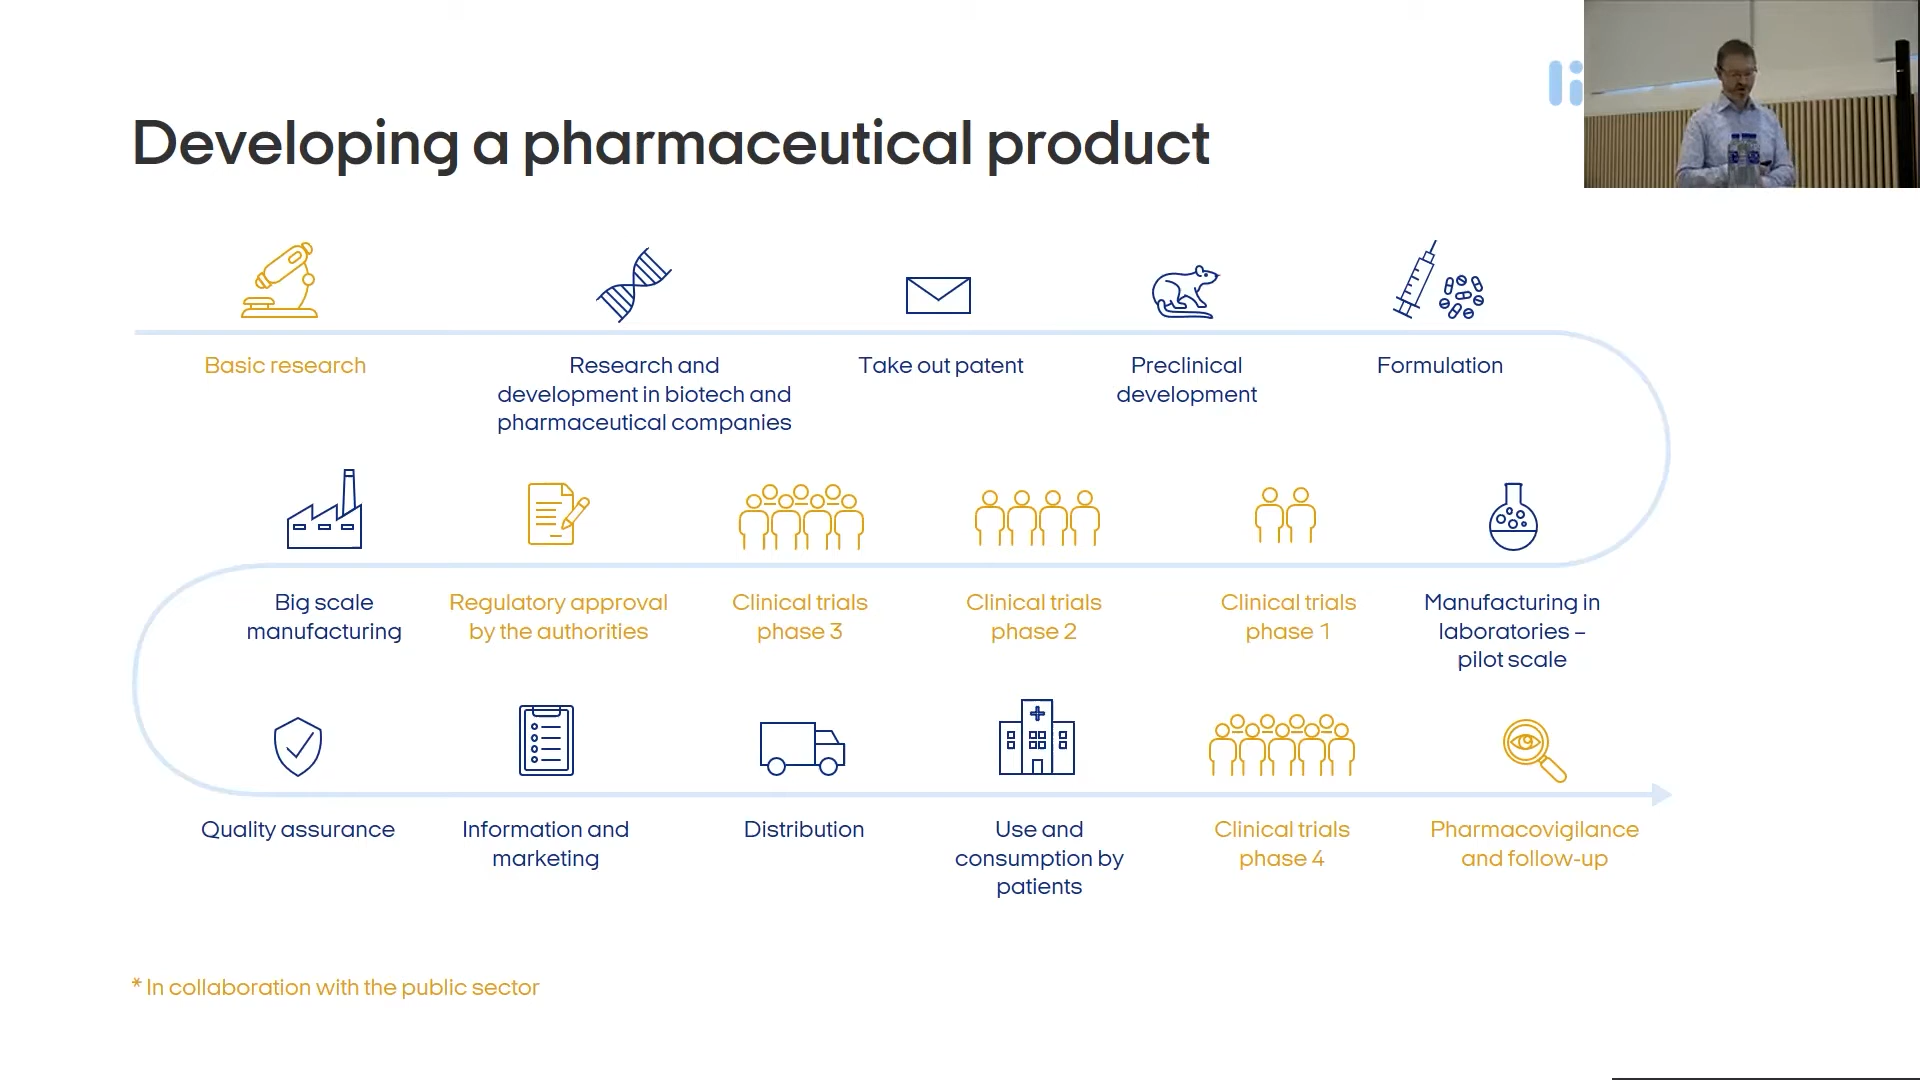 li
Developing a pharmaceutical product
Basic research
Research and
development in biotech and
pharmaceutical companies
Take out patent
Preclinical
development
Formulation
Big scale
manufacturing
Regulatory approval
by the authorities
Clinical trials
phase 3
Clinical trials
phase 2
Clinical trials
phase 1
Manufacturing in
laboratories –
pilot scale
Quality assurance
Information and
marketing
Distribution
Use and
consumption by
patients
Clinical trials
phase 4
Pharmacovigilance
and follow-up
* In collaboration with the public sector